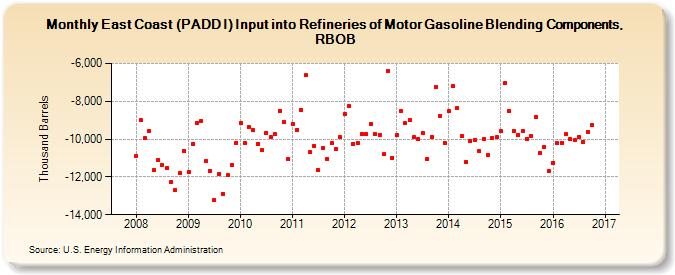 Monthly East Coast (PADD I) Input into Refineries of Motor Gasoline Blending Components,
RBOB
Thousand Barrels
-6,000
-8,000
-10,000
-12,000
-14,000
2008 2009 2010 2011 2012 2013 2014 2015 2016 2017
Source: U.S. Energy Information Administration